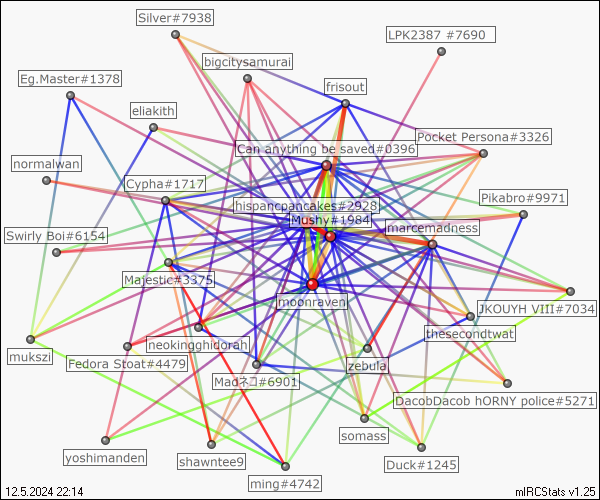 Silver#7938
LPK2387 #7690
bigcitysamurai
Eg.Master#1378
frisout
eliakith
Pocket Persona#3326
Can anything be saved#0396
normalwan
Cypha#1717
Pikabro#9971
hispancpancakes#2928
Mushy#1984
marcemadness
Swirly Boi#6154
Majestic#3375
moonraven
JKOUYH VIII#7034
thesecondtwat
neokingghidorah
mukszi
Fedora Stoat#4479
zebula
Madネコ#6901
DacobDacob hORNY police#5271
somass
yoshimanden
shawntee9
Duck#1245
ming#4742
12.5.2024 22:14
mIRCStats v1.25